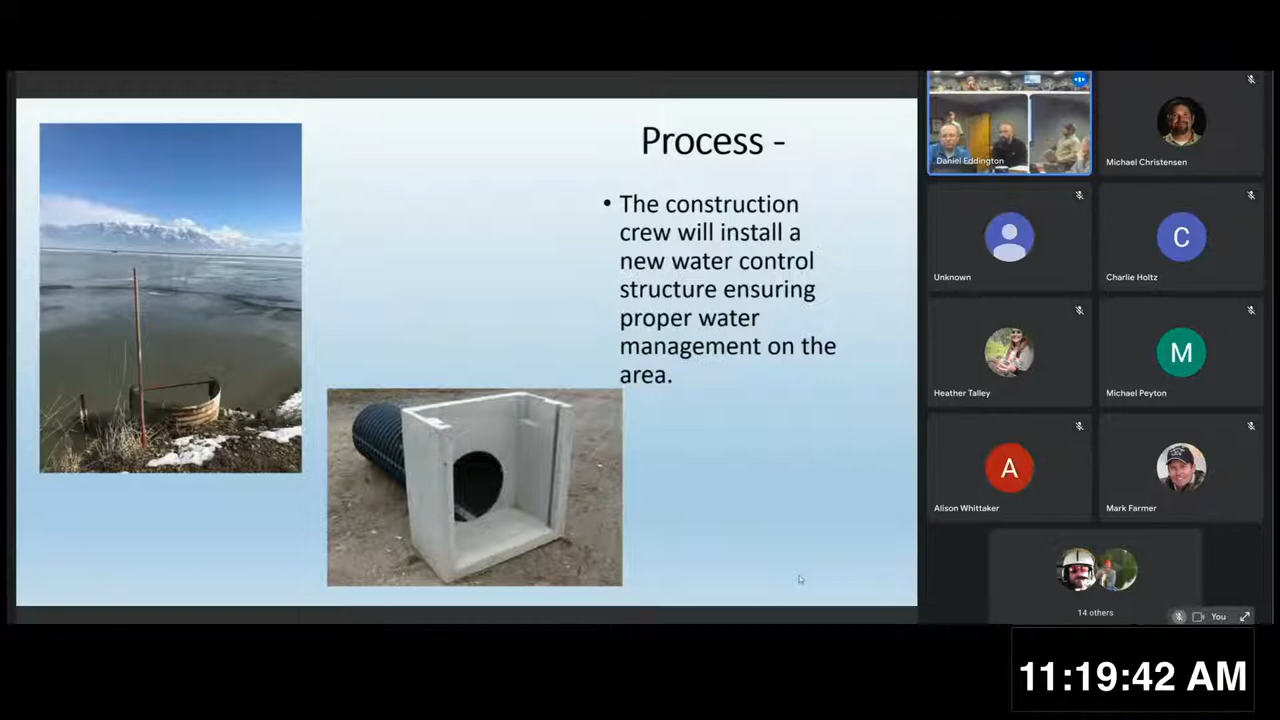 Process -
• The construction
crew will install a
new water control
structure ensuring
proper water
management on the
area.
Daniel Eddington
Michael Christensen
Unknown
C
Charlie Holtz
Heather Talley
M
Michael Peyton
A
Alison Whittaker
Mark Farmer
14 others
You
11:19:42 AM